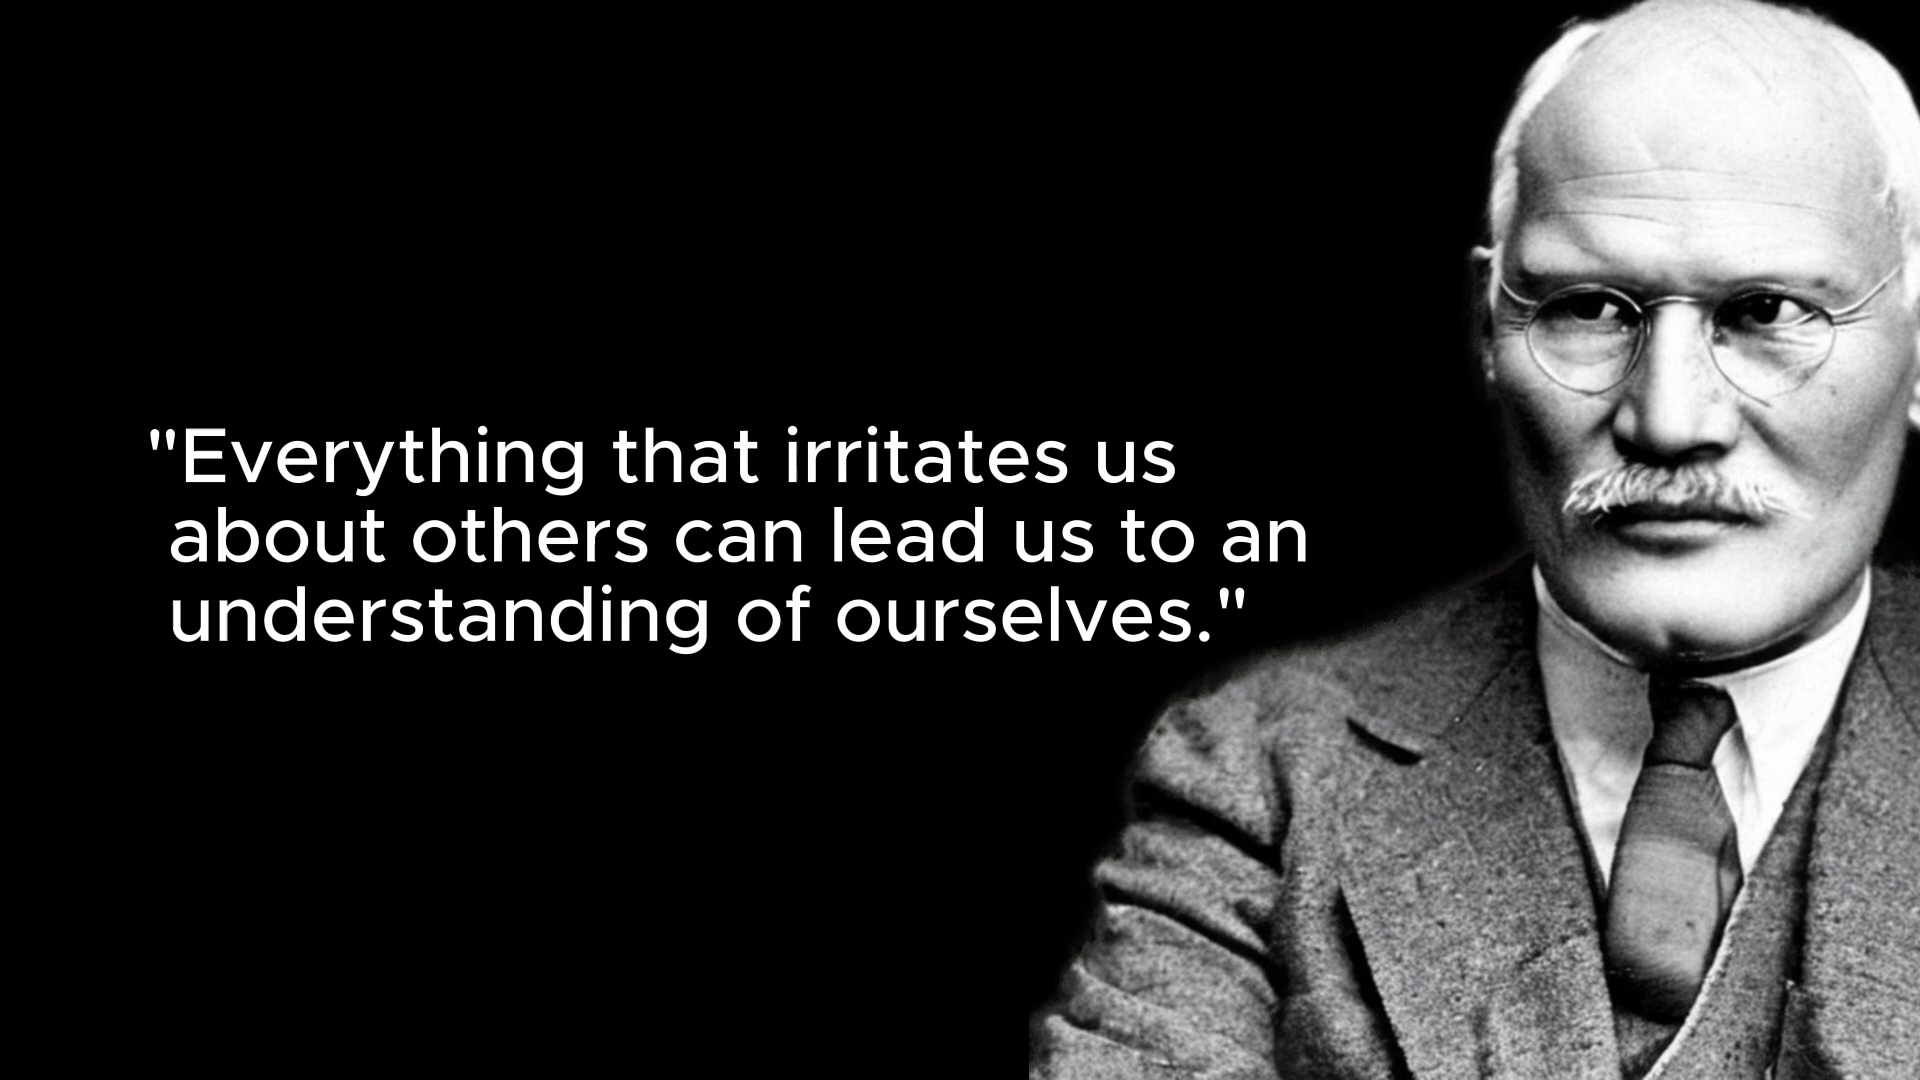 "Everything that irritates us
about others can lead us to an
understanding of ourselves."